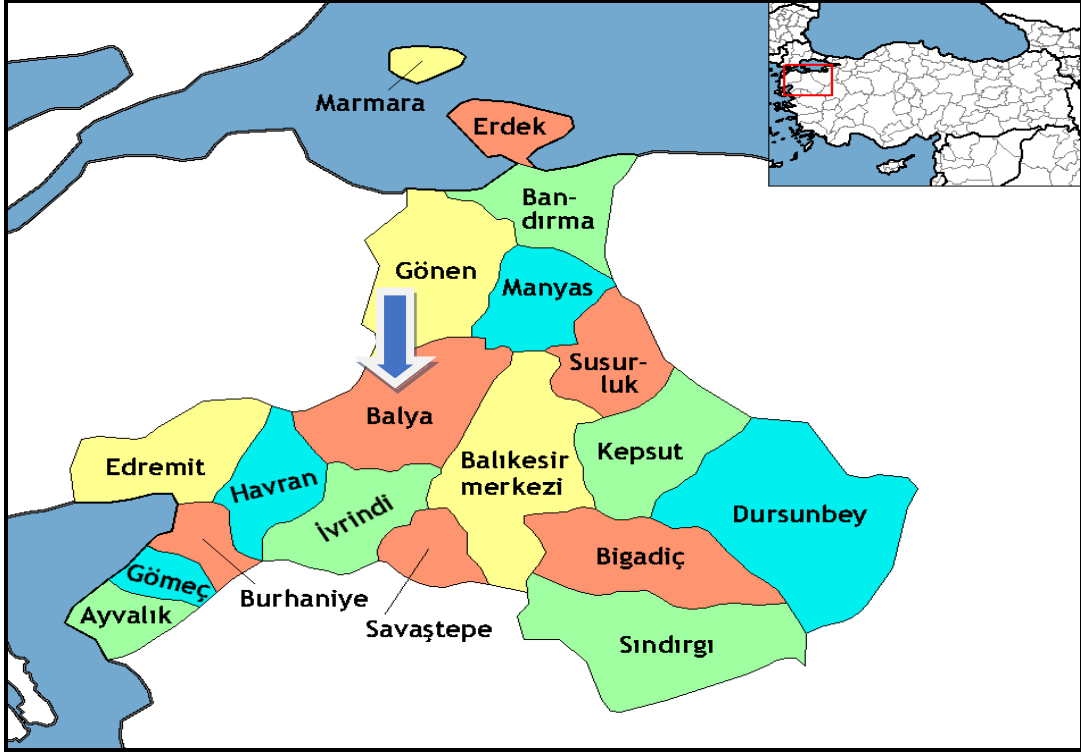 Marmara
Erdek
Ban-
dırma
Gönen
Manyas
Susur-
luk
Balya
Kepsut
Edremit
Havran
Balıkesir
merkezi
İvrindi
Dursunbey
Bigadiç
Gömeç
Burhaniye
Ayvalık
Savaştepe
Sındırgı